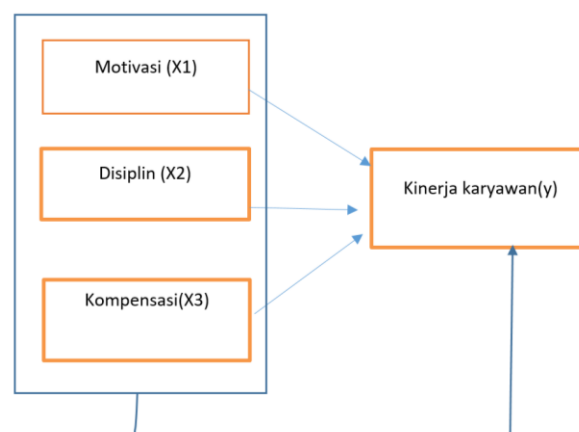 Motivasi (X1)
Disiplin (X2)
Kinerja karyawan(y)
Kompensasi(X3)